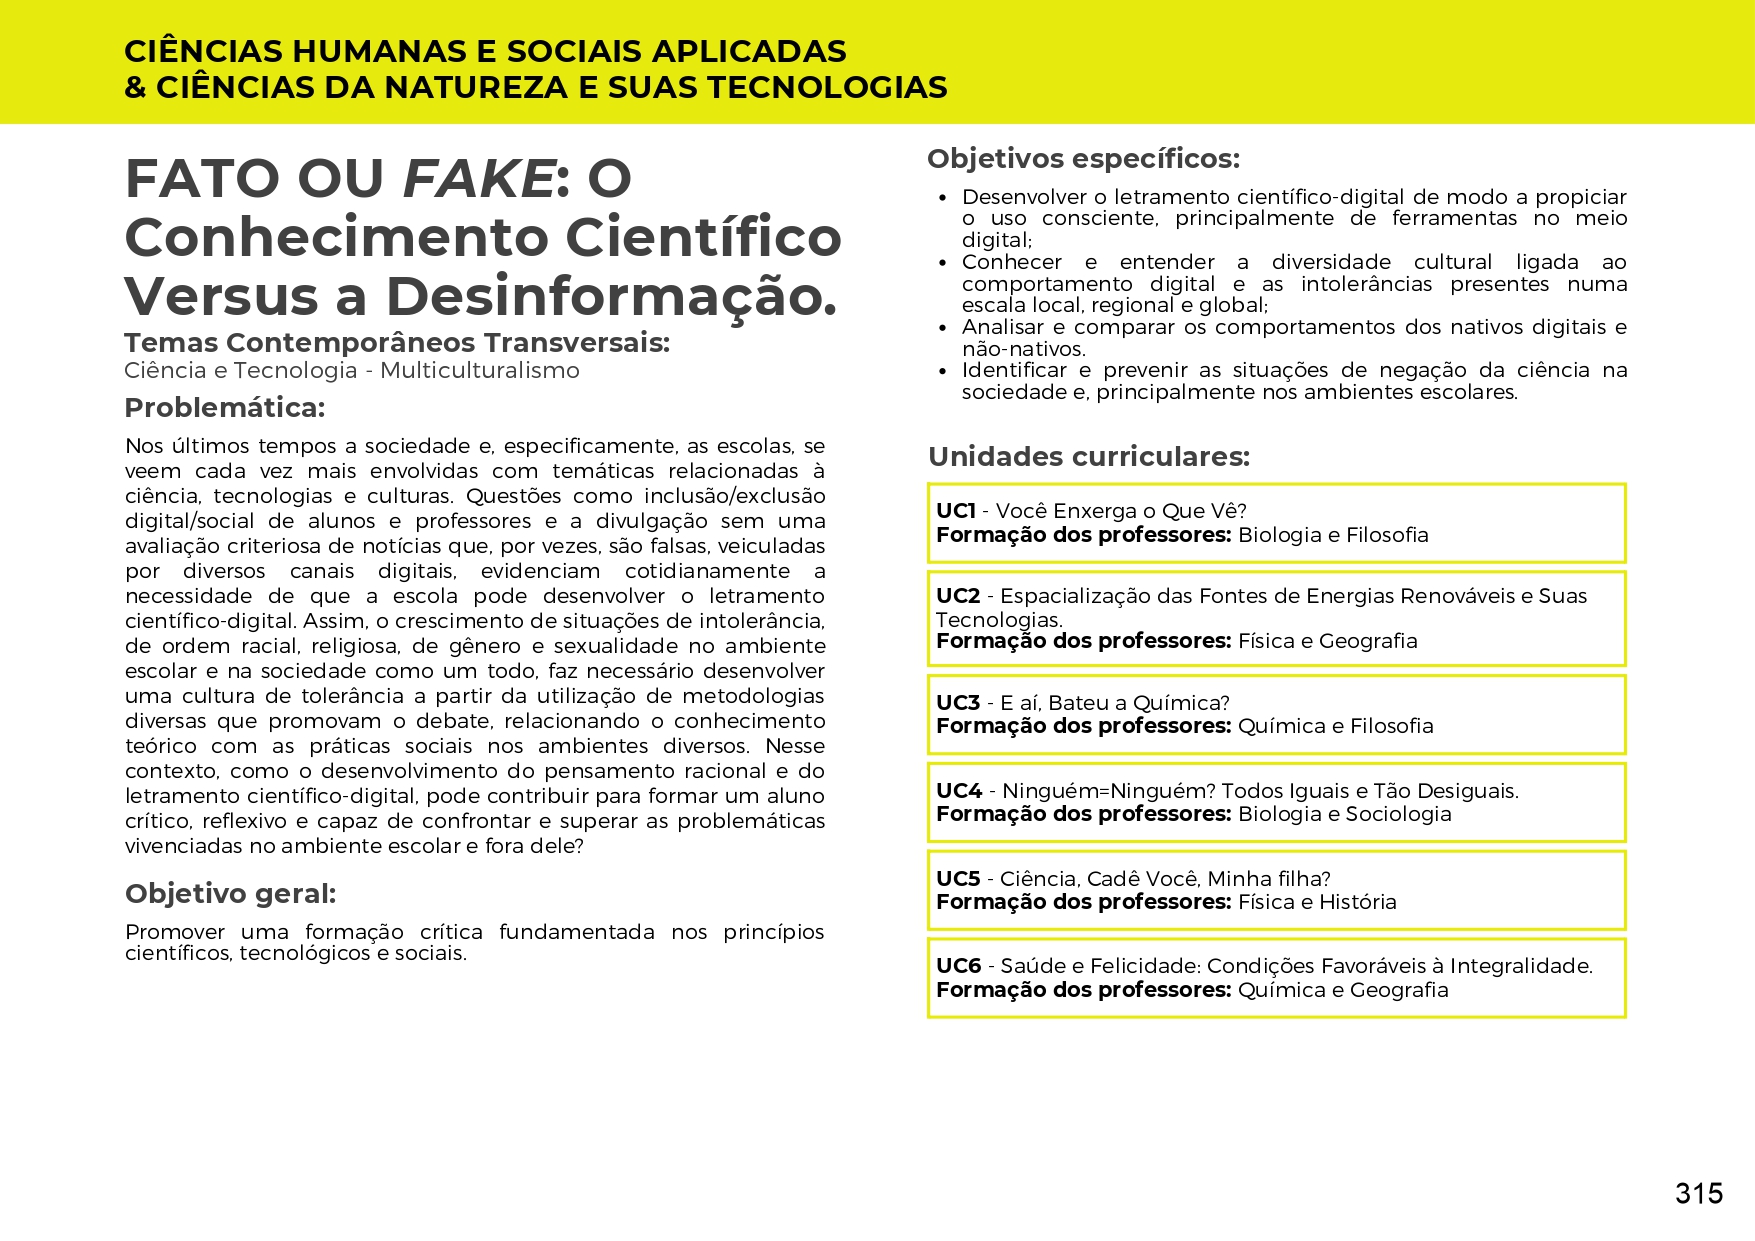 CIÊNCIAS HUMANAS E SOCIAIS APLICADAS
& CIÊNCIAS DA NATUREZA E SUAS TECNOLOGIAS
FATO OU FAKE: O
Conhecimento Científico
Versus a Desinformação.
Temas Contemporâneos Transversais:
Ciência e Tecnologia - Multiculturalismo
Problemática:
Nos últimos tempos a sociedade e, especificamente, as escolas, se
veem cada vez mais envolvidas com temáticas relacionadas à
ciência, tecnologias e culturas. Questões como inclusão/exclusão
digital/social de alunos e professores e a divulgação sem uma
avaliação criteriosa de notícias que, por vezes, são falsas, veiculadas
por diversos canais digitais, evidenciam cotidianamente a
necessidade de que a escola pode desenvolver o letramento
científico-digital. Assim, o crescimento de situações de intolerância,
de ordem racial, religiosa, de gênero e sexualidade no ambiente
escolar e na sociedade como um todo, faz necessário desenvolver
uma cultura de tolerância a partir da utilização de metodologias
diversas que promovam o debate, relacionando o conhecimento
teórico com as práticas sociais nos ambientes diversos. Nesse
contexto, como o desenvolvimento do pensamento racional e do
letramento científico-digital, pode contribuir para formar um aluno
crítico, reflexivo e capaz de confrontar e superar as problemáticas
vivenciadas no ambiente escolar e fora dele?
Objetivo geral:
Promover uma formação crítica fundamentada nos princípios
científicos, tecnológicos e sociais.
Objetivos específicos:
• Desenvolver o letramento científico-digital de modo a propiciar
o uso consciente, principalmente de ferramentas no meio
digital;
• Conhecer e entender a diversidade cultural ligada ao
comportamento digital e as intolerâncias presentes numa
escala local, regional e global;
• Analisar e comparar os comportamentos dos nativos digitais e
não-nativos.
• Identificar e prevenir as situações de negação da ciência na
sociedade e, principalmente nos ambientes escolares.
Unidades curriculares:
UC1 - Você Enxerga o Que Vê?
Formação dos professores: Biologia e Filosofia
UC2 - Espacialização das Fontes de Energias Renováveis e Suas
Tecnologias.
Formação dos professores: Física e Geografia
UC3 - E aí, Bateu a Química?
Formação dos professores: Química e Filosofia
UC4 - Ninguém=Ninguém? Todos Iguais e Tão Desiguais.
Formação dos professores: Biologia e Sociologia
UC5 - Ciência, Cadê Você, Minha filha?
Formação dos professores: Física e História
UC6 - Saúde e Felicidade: Condições Favoráveis à Integralidade.
Formação dos professores: Química e Geografia
315